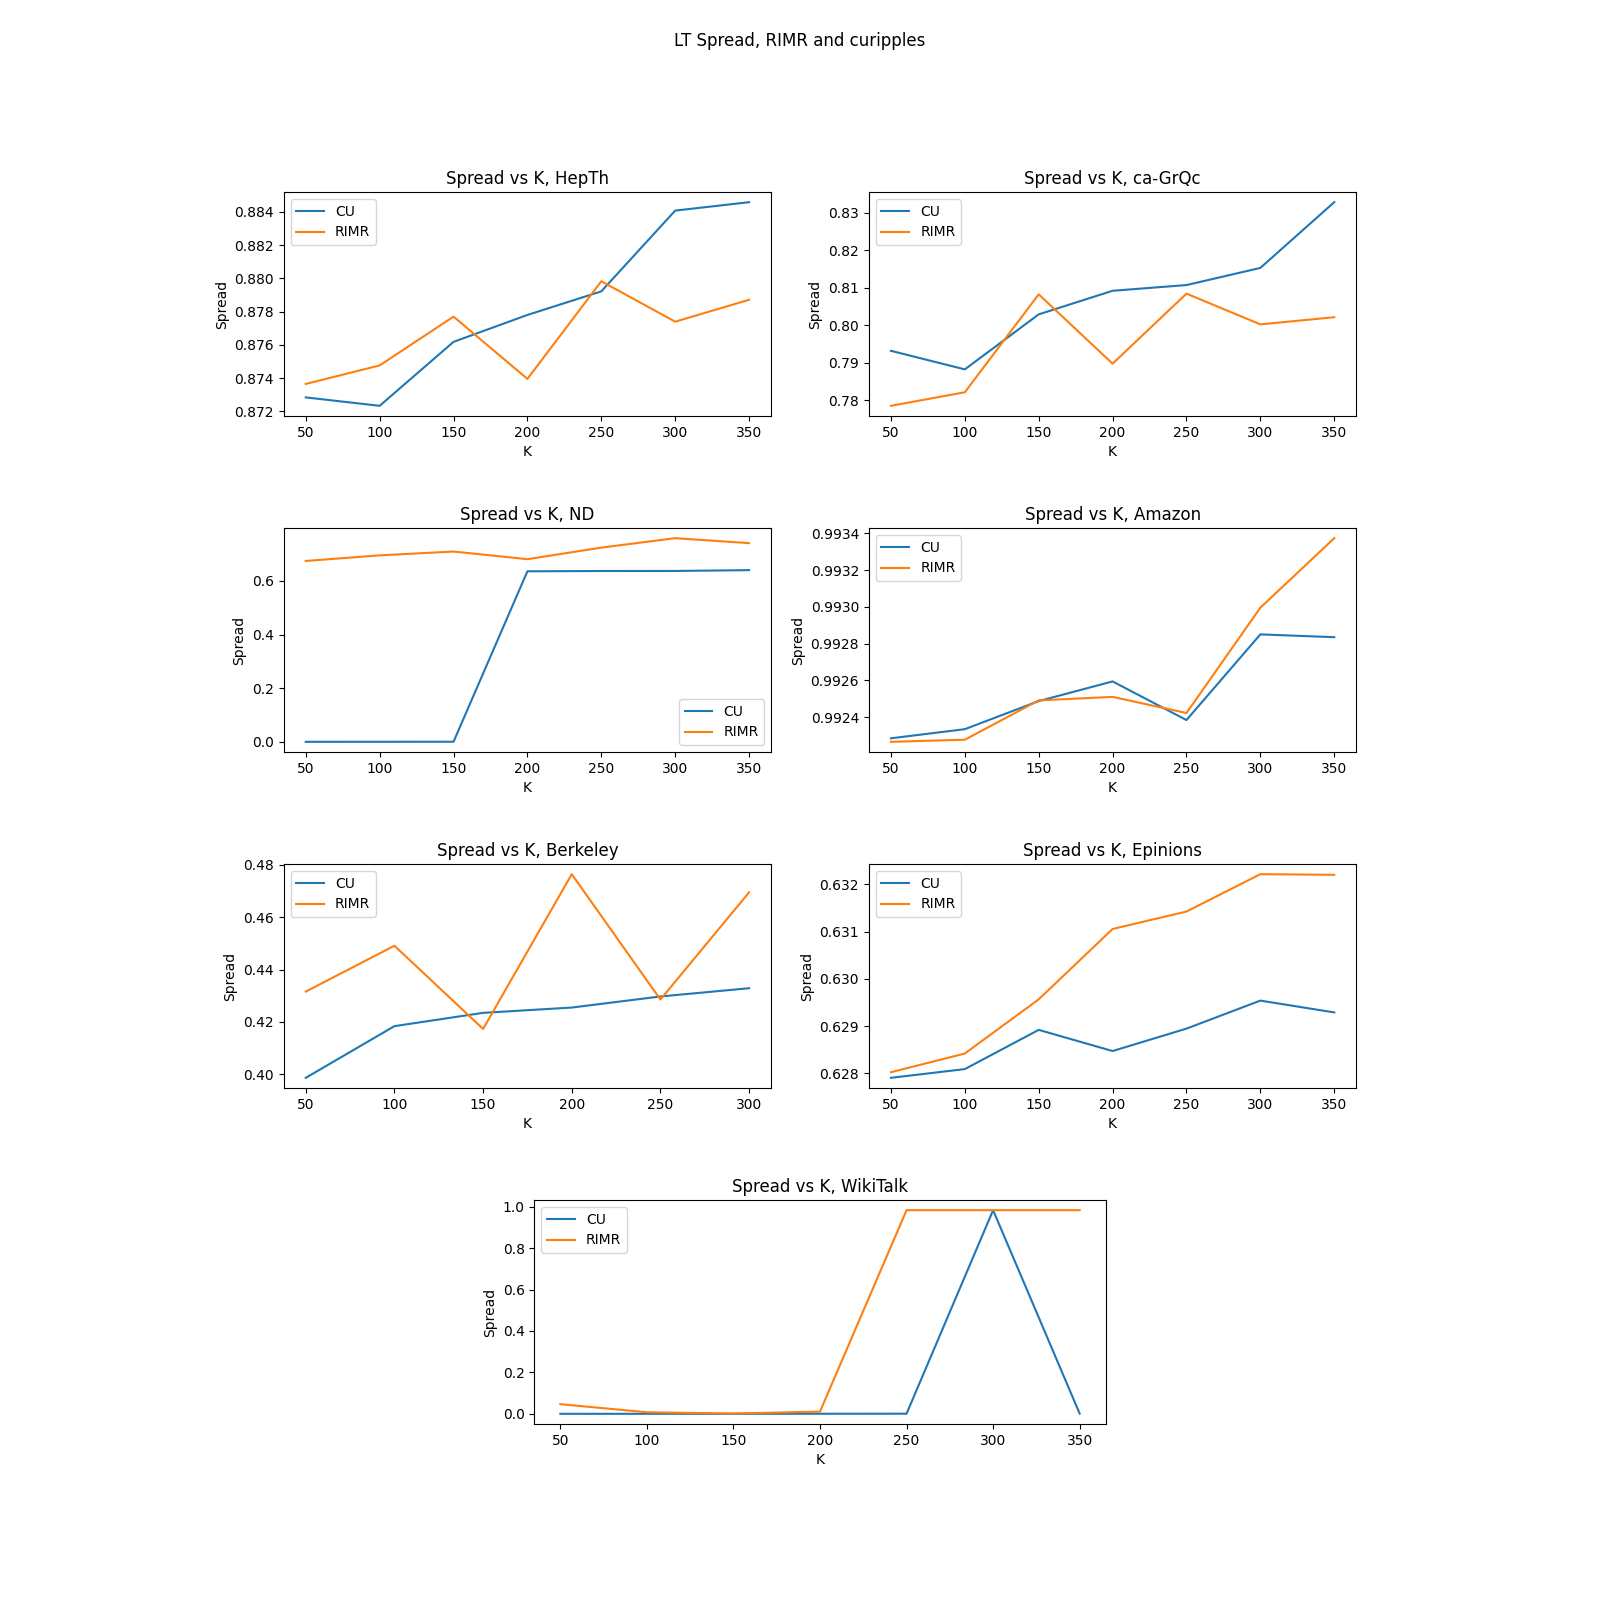 LT Spread, RIMR and curipples
Spread vs K, HepTh
CU
RIMR
Spread
0.884
0.882
0.880
0.878
0.876
0.874
0.872
50 100 150 200 250 300 350
K
Spread vs K, ca-GrQc
CU
RIMR
Spread
0.83
0.82
0.81
0.80
0.79
0.78
50 100 150 200 250 300 350
K
Spread vs K, ND
CU
RIMR
Spread
0.6
0.4
0.2
0.0
50 100 150 200 250 300 350
K
Spread vs K, Amazon
CU
RIMR
Spread
0.9934
0.9932
0.9930
0.9928
0.9926
0.9924
50 100 150 200 250 300 350
K
Spread vs K, Berkeley
CU
RIMR
Spread
0.48
0.46
0.44
0.42
0.40
50 100 150 200 250 300
K
Spread vs K, Epinions
CU
RIMR
Spread
0.632
0.631
0.630
0.629
0.628
50 100 150 200 250 300 350
K
Spread vs K, WikiTalk
CU
RIMR
Spread
1.0
0.8
0.6
0.4
0.2
0.0
50 100 150 200 250 300 350
K